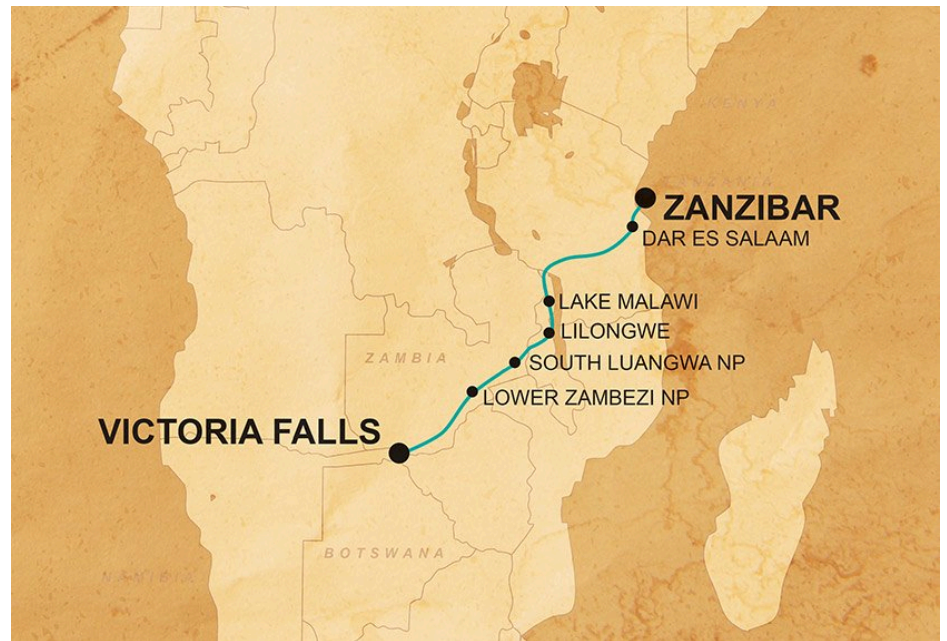 KENYA
TANZANIA
ZANZIBAR
DAR ES SALAAM
LAKE MALAWI
LILONGWE
ZAMBIA
SOUTH LUANGWA NP
LOWER ZAMBEZI NP
VICTORIA FALLS
BOTSWANA
NAMIBIA